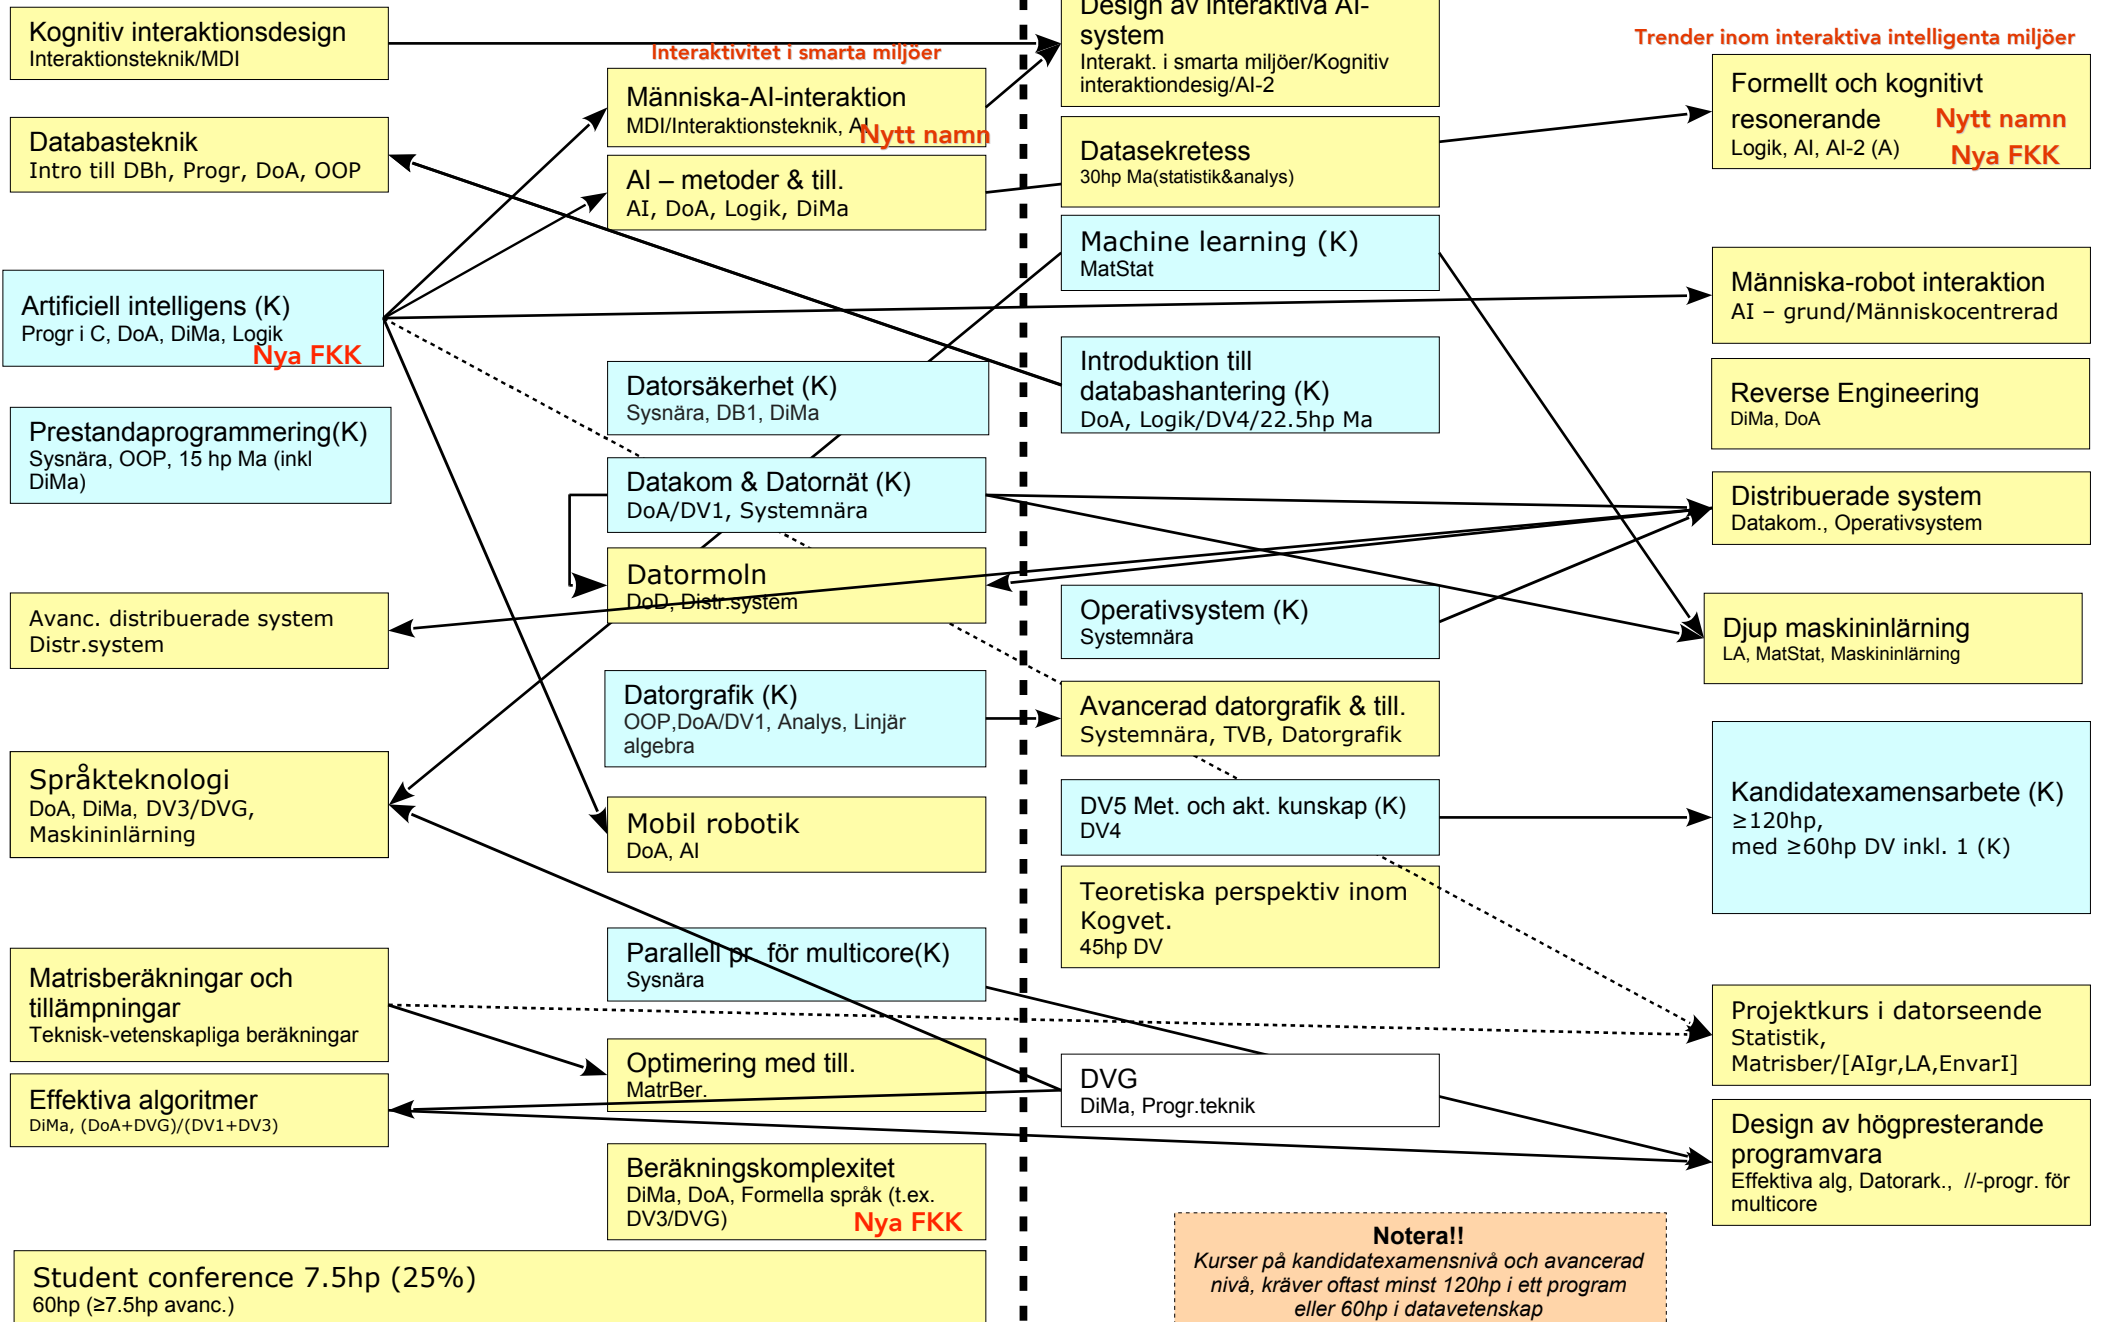 Kognitiv interaktionsdesign
Interaktionsteknik/MDI
Databasteknik
Intro till DBh, Progr, DoA, OOP
Artificiell intelligens (K)
Progr i C, DoA, DiMa, Logik
Nya FKK
Prestandaprogrammering(K)
Sysnära, OOP, 15 hp Ma (inkl
DiMa)
Avanc. distribuerade system
Distr.system
Språkteknologi
DoA, DiMa, DV3/DVG,
Maskininlärning
Matrisberäkningar och
tillämpningar
Teknisk-vetenskapliga beräkningar
Effektiva algoritmer
DiMa, (DoA+DVG)/(DV1+DV3)
Student conference 7.5hp (25%)
60hp (≥7.5hp avanc.)
Interaktivitet i smarta miljöer
Människa-AI-interaktion
MDI/Interaktionsteknik, AI
Nytt namn
AI – metoder & till.
AI, DoA, Logik, DiMa
Datorsäkerhet (K)
Sysnära, DB1, DiMa
Datakom & Datornät (K)
DoA/DV1, Systemnära
Datormoln
DoD, Distr.system
Datorgrafik (K)
OOP,DoA/DV1, Analys, Linjär
algebra
Mobil robotik
DoA, AI
Parallell pr. för multicore(K)
Sysnära
Optimering med till.
MatrBer.
Beräkningskomplexitet
DiMa, DoA, Formella språk (t.ex.
DV3/DVG)
Nya FKK
Design av interaktiva AI-
system
Interakt. i smarta miljöer/Kognitiv
interaktiondesig/AI-2
Datasekretess
30hp Ma(statistik&analys)
Machine learning (K)
MatStat
Introduktion till
databashantering (K)
DoA, Logik/DV4/22.5hp Ma
Operativsystem (K)
Systemnära
Avancerad datorgrafik & till.
Systemnära, TVB, Datorgrafik
DV5 Met. och akt. kunskap (K)
DV4
Teoretiska perspektiv inom
Kogvet.
45hp DV
DVG
DiMa, Progr.teknik
Notera!!
Kurser på kandidatexamensnivå och avancerad
nivå, kräver oftast minst 120hp i ett program
eller 60hp i datavetenskap
Trender inom interaktiva intelligenta miljöer
Formellt och kognitivt
resonerande
Nytt namn
Logik, AI, AI-2 (A)
Nya FKK
Människa-robot interaktion
AI – grund/Människocentrerad
Reverse Engineering
DiMa, DoA
Distribuerade system
Datakom., Operativsystem
Djup maskininlärning
LA, MatStat, Maskininlärning
Kandidatexamensarbete (K)
≥120hp,
med ≥60hp DV inkl. 1 (K)
Projektkurs i datorseende
Statistik,
Matrisber/[AIgr,LA,EnvarI]
Design av högpresterande
programvara
Effektiva alg, Datorark., //-progr. för
multicore